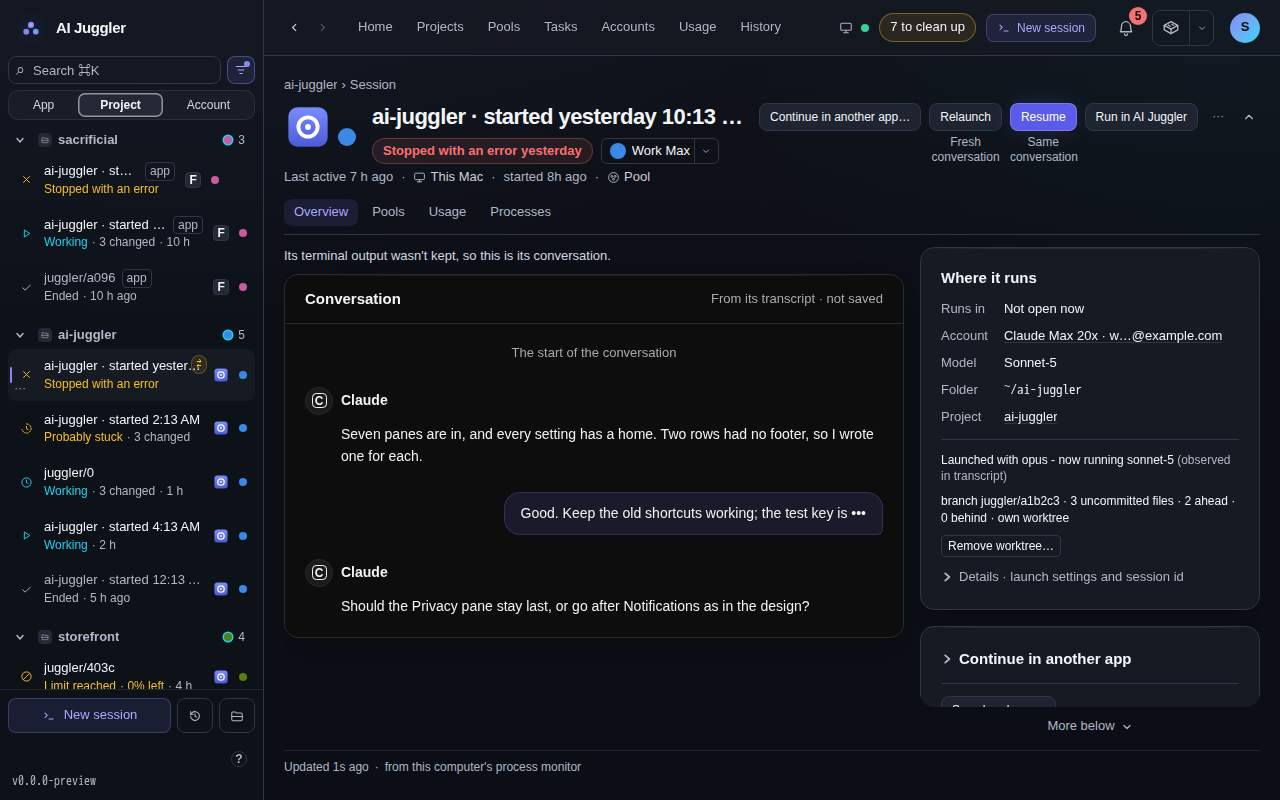 AI Juggler
Search ⌘K
App Project Account
sacrificial 3
ai-juggler · st… app
Stopped with an error
F
ai-juggler · started … app
Working · 3 changed · 10 h
F
juggler/a096 app
Ended · 10 h ago
F
ai-juggler 5
ai-juggler · started yester…
Stopped with an error
ai-juggler · started 2:13 AM
Probably stuck · 3 changed
juggler/0
Working · 3 changed · 1 h
ai-juggler · started 4:13 AM
Working · 2 h
ai-juggler · started 12:13 …
Ended · 5 h ago
storefront 4
juggler/403c
Limit reached · 0% left · 4 h
New session
?
v0.0.0-preview
Home Projects Pools Tasks Accounts Usage History
7 to clean up
New session
5
S
ai-juggler › Session
ai-juggler · started yesterday 10:13 …
Continue in another app…
Relaunch
Fresh conversation
Resume
Same conversation
Run in AI Juggler
Stopped with an error yesterday
Work Max
Last active 7 h ago · This Mac · started 8h ago · Pool
Overview Pools Usage Processes
Its terminal output wasn't kept, so this is its conversation.
Conversation
From its transcript · not saved
The start of the conversation
C Claude
Seven panes are in, and every setting has a home. Two rows had no footer, so I wrote
one for each.
Good. Keep the old shortcuts working; the test key is •••
C Claude
Should the Privacy pane stay last, or go after Notifications as in the design?
Where it runs
Runs in Not open now
Account Claude Max 20x · w…@example.com
Model Sonnet-5
Folder ~/ai-juggler
Project ai-juggler
Launched with opus - now running sonnet-5 (observed
in transcript)
branch juggler/a1b2c3 · 3 uncommitted files · 2 ahead ·
0 behind · own worktree
Remove worktree…
Details · launch settings and session id
Continue in another app
More below
Updated 1s ago · from this computer's process monitor